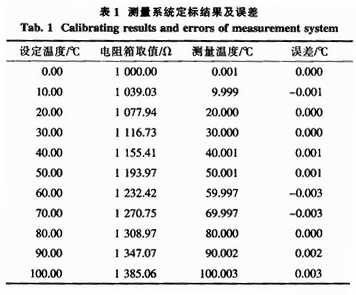 表 1 测量系统定标结果及误差
Tab. 1 Calibrating results and errors of measurement system
设定温度/℃ 电阻箱取值/Ω 测量温度/℃ 误差/℃
0.00 1 000.00 0.001 0.000
10.00 1 039.03 9.999 -0.001
20.00 1 077.94 20.000 0.000
30.00 1 116.73 30.000 0.000
40.00 1 155.41 40.001 0.001
50.00 1 193.97 50.001 0.001
60.00 1 232.42 59.997 -0.003
70.00 1 270.75 69.997 -0.003
80.00 1 308.97 80.000 0.000
90.00 1 347.07 90.002 0.002
100.00 1 385.06 100.003 0.003